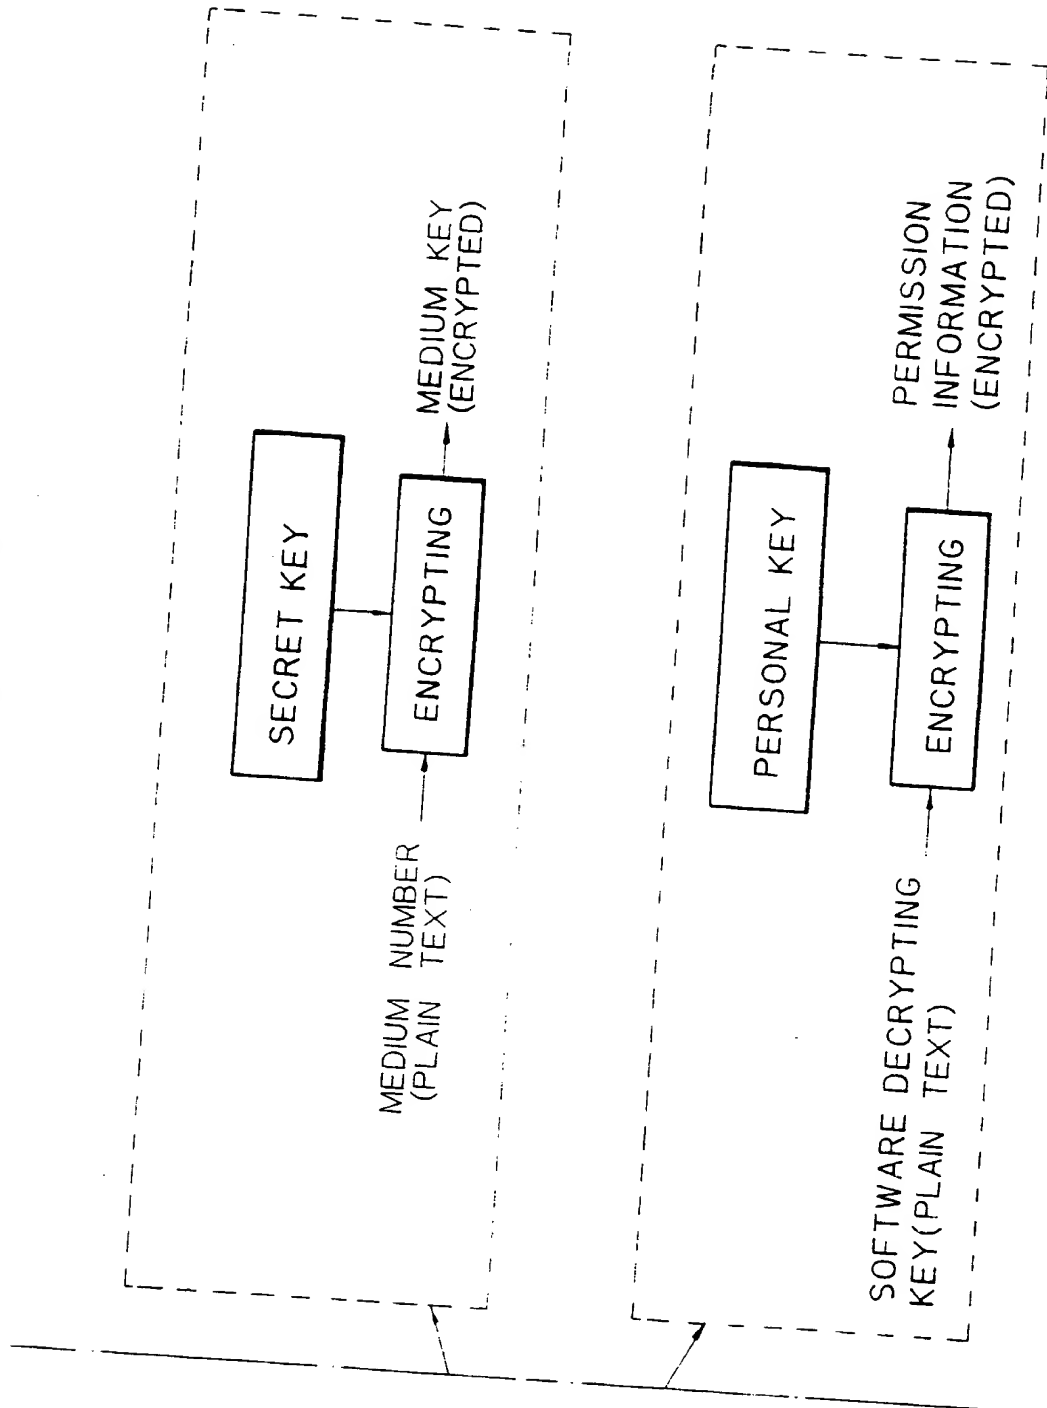 SECRET KEY
MEDIUM NUMBER
(PLAIN TEXT)
ENCRYPTING
MEDIUM KEY
(ENCRYPTED)
PERSONAL KEY
SOFTWARE DECRYPTING
KEY(PLAIN TEXT)
ENCRYPTING
PERMISSION
INFORMATION
(ENCRYPTED)